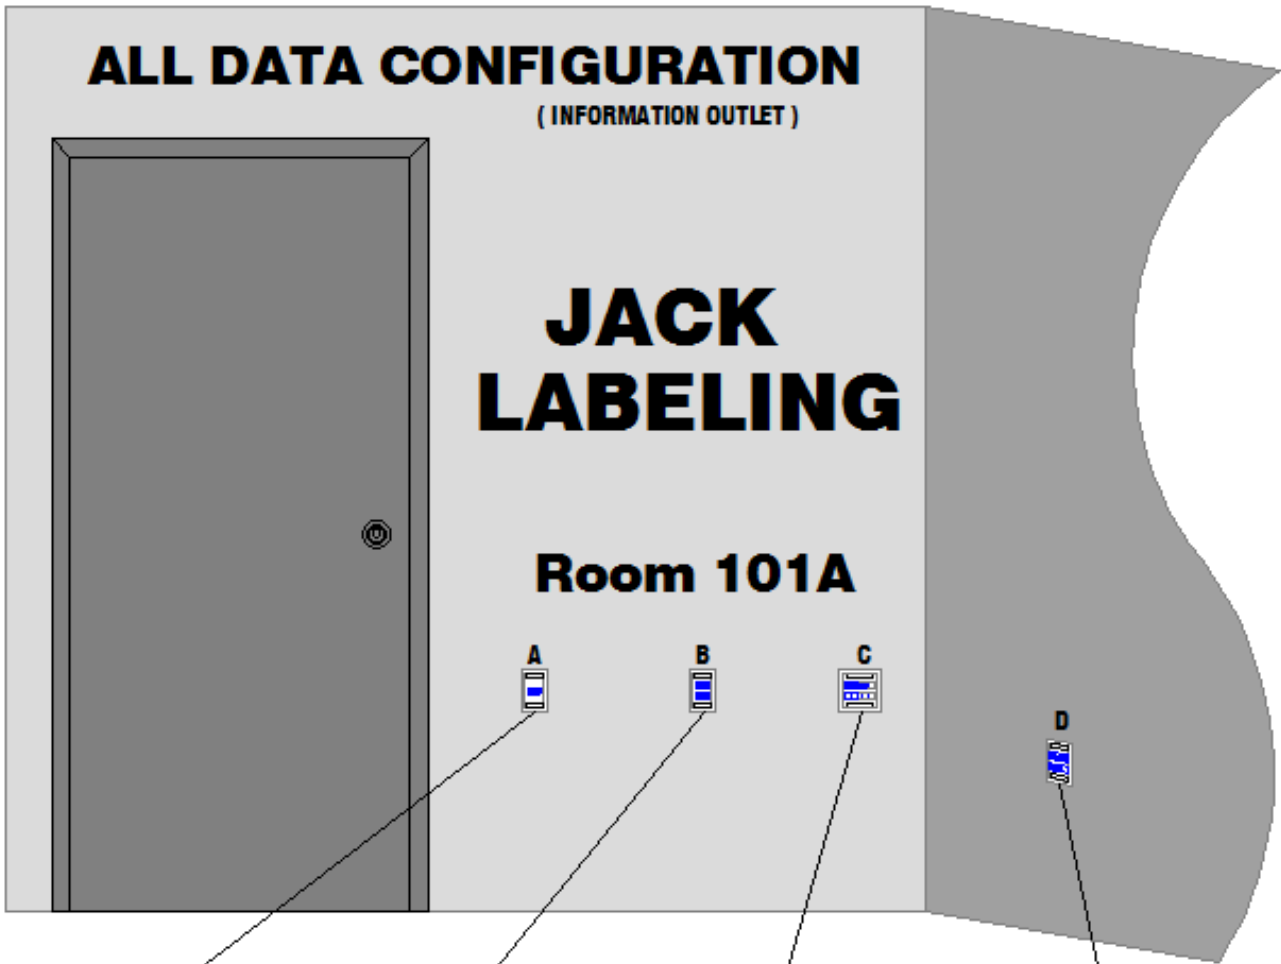 ALL DATA CONFIGURATION
( INFORMATION OUTLET )
JACK
LABELING
Room 101A
A
B
C
D